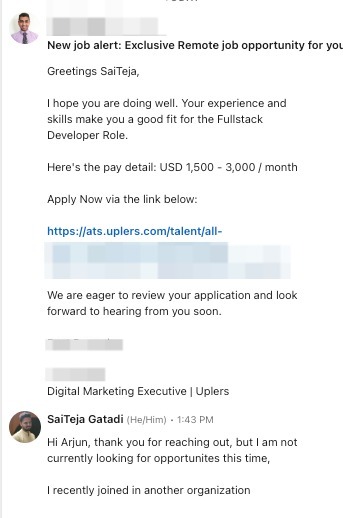 New job alert: Exclusive Remote job opportunity for you
Greetings SaiTeja,
I hope you are doing well. Your experience and
skills make you a good fit for the Fullstack
Developer Role.
Here's the pay detail: USD 1,500 - 3,000 / month
Apply Now via the link below:
https://ats.uplers.com/talent/all-
We are eager to review your application and look
forward to hearing from you soon.
Digital Marketing Executive | Uplers
SaiTeja Gatadi (He/Him) • 1:43 PM
Hi Arjun, thank you for reaching out, but I am not
currently looking for opportunites this time,
I recently joined in another organization